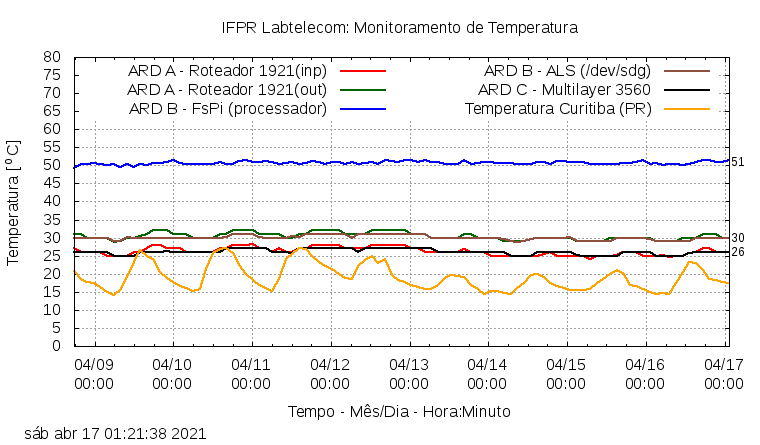 IFPR Labtelecom: Monitoramento de Temperatura
80
75
70
65
60
55
50
45
40
35
30
25
20
15
10
5
0
Temperatura [ºC]
ARD A - Roteador 1921(inp)
ARD A - Roteador 1921(out)
ARD B - FsPi (processador)
ARD B - ALS (/dev/sdg)
ARD C - Multilayer 3560
Temperatura Curitiba (PR)
51
30
26
04/09 04/10 04/11 04/12 04/13 04/14 04/15 04/16 04/17
00:00 00:00 00:00 00:00 00:00 00:00 00:00 00:00 00:00
Tempo - Mês/Dia - Hora:Minuto
sáb abr 17 01:21:38 2021